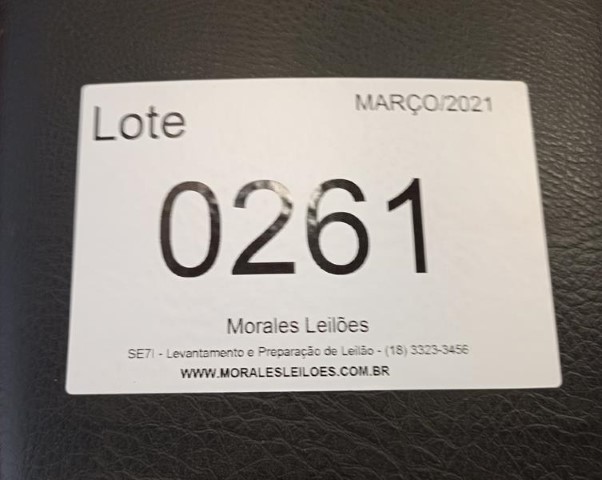 Lote
MARÇO/2021
0261
Morales Leilões
SE7I - Levantamento e Preparação de Leilão - (18) 3323-3456
WWW.MORALESLEILOES.COM.BR